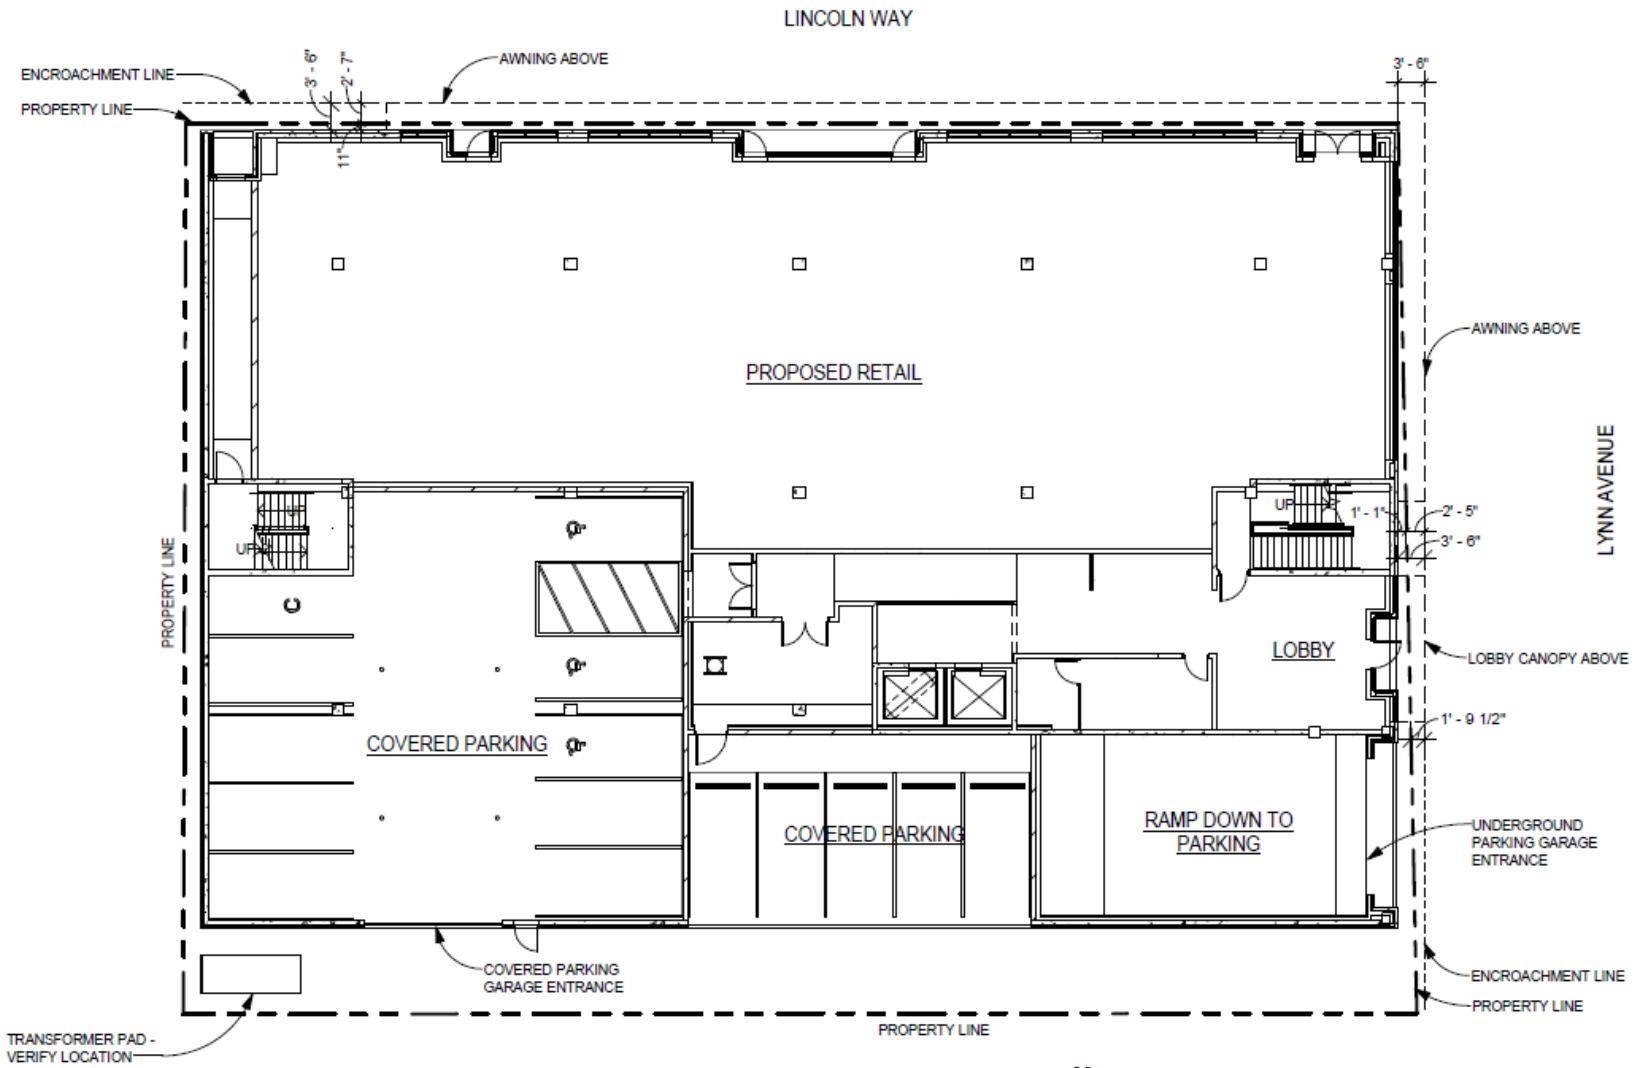 LINCOLN WAY
ENCROACHMENT LINE
3' - 6"
2' - 7"
AWNING ABOVE
3' - 6"
PROPERTY LINE
11"
AWNING ABOVE
PROPOSED RETAIL
LYNN AVENUE
UP
UP
UP
1' - 1"
2' - 5"
3' - 6"
PROPERTY LINE
C
LOBBY
LOBBY CANOPY ABOVE
1' - 9 1/2"
COVERED PARKING
COVERED PARKING
RAMP DOWN TO
PARKING
UNDERGROUND
PARKING GARAGE
ENTRANCE
COVERED PARKING
GARAGE ENTRANCE
ENCROACHMENT LINE
PROPERTY LINE
PROPERTY LINE
TRANSFORMER PAD -
VERIFY LOCATION